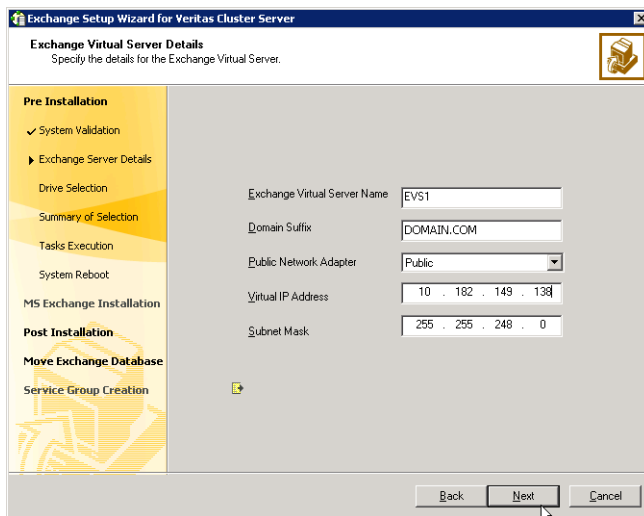 Exchange Setup Wizard for Veritas Cluster Server
Exchange Virtual Server Details
Specify the details for the Exchange Virtual Server.
Pre Installation
System Validation
Exchange Server Details
Drive Selection
Summary of Selection
Tasks Execution
System Reboot
MS Exchange Installation
Post Installation
Move Exchange Database
Service Group Creation
Exchange Virtual Server Name EVS1
Domain Suffix DOMAIN.COM
Public Network Adapter Public
Virtual IP Address 10 . 182 . 149 . 138
Subnet Mask 255 . 255 . 248 . 0
Back Next Cancel